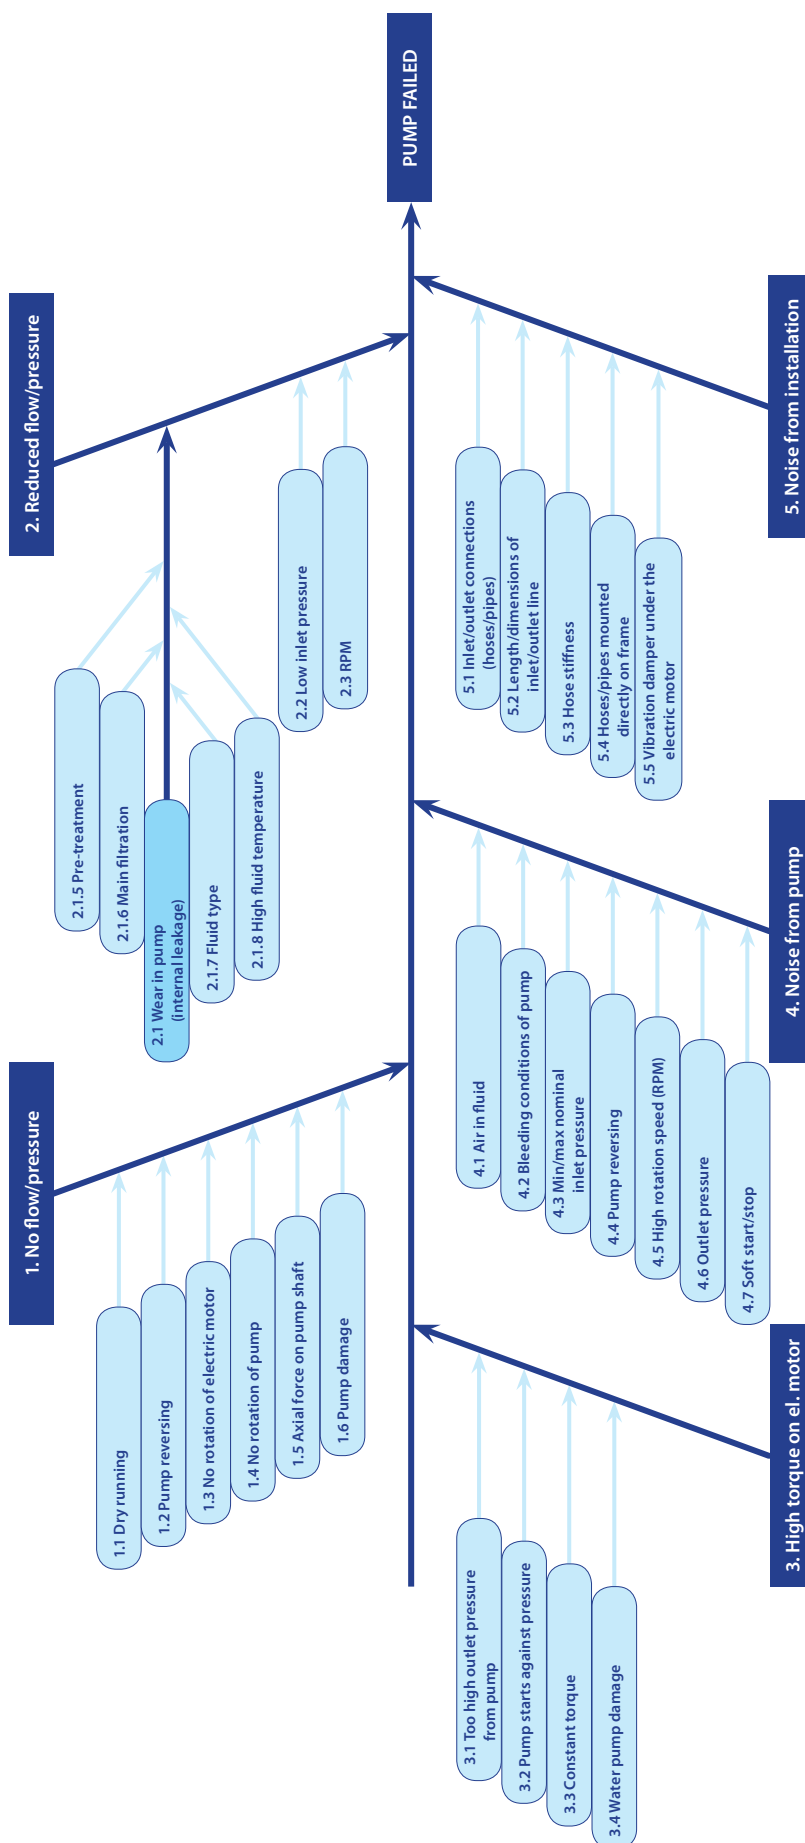 PUMP FAILED
1. No flow/pressure
1.1 Dry running
1.2 Pump reversing
1.3 No rotation of electric motor
1.4 No rotation of pump
1.5 Axial force on pump shaft
1.6 Pump damage
2. Reduced flow/pressure
2.1.5 Pre-treatment
2.1.6 Main filtration
2.1 Wear in pump
(internal leakage)
2.1.7 Fluid type
2.1.8 High fluid temperature
2.2 Low inlet pressure
2.3 RPM
3.1 Too high outlet pressure
from pump
3.2 Pump starts against pressure
3.3 Constant torque
3.4 Water pump damage
3. High torque on el. motor
4.1 Air in fluid
4.2 Bleeding conditions of pump
4.3 Min/max nominal
inlet pressure
4.4 Pump reversing
4.5 High rotation speed (RPM)
4.6 Outlet pressure
4.7 Soft start/stop
4. Noise from pump
5.1 Inlet/outlet connections
(hoses/pipes)
5.2 Length/dimensions of
inlet/outlet line
5.3 Hose stiffness
5.4 Hoses/pipes mounted
directly on frame
5.5 Vibration damper under the
electric motor
5. Noise from installation